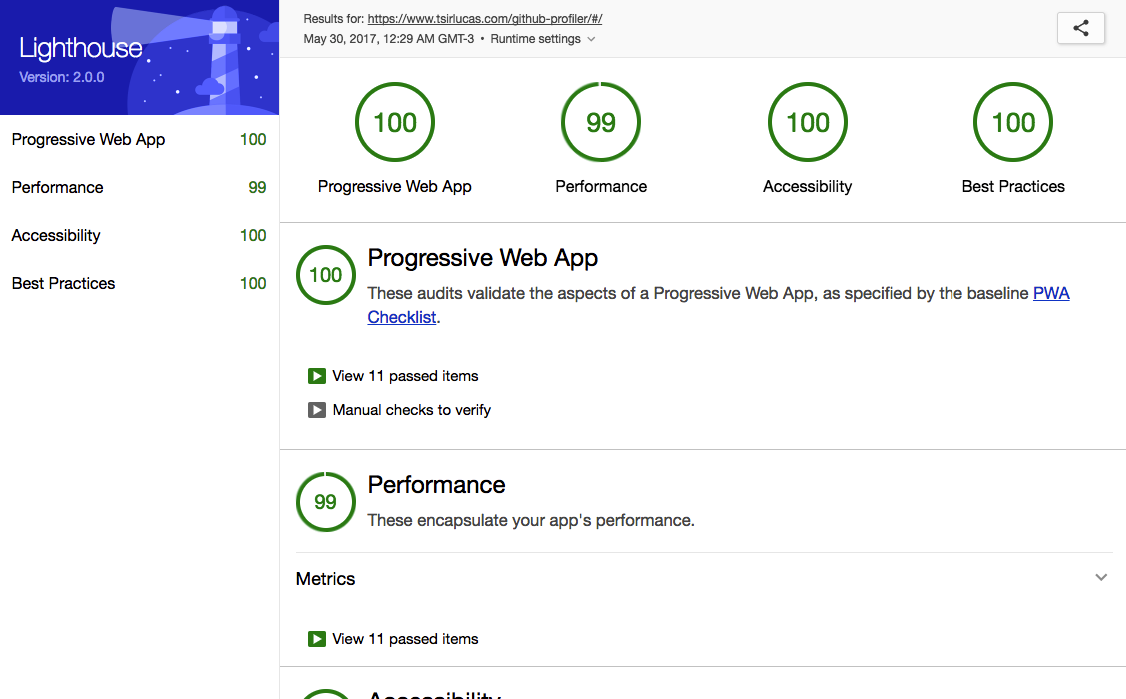 Lighthouse
Version: 2.0.0
Progressive Web App 100
Performance 99
Accessibility 100
Best Practices 100
Results for: https://www.tsirlucas.com/github-profiler/#/
May 30, 2017, 12:29 AM GMT-3 • Runtime settings
100 99 100 100
Progressive Web App Performance Accessibility Best Practices
100
Progressive Web App
These audits validate the aspects of a Progressive Web App, as specified by the baseline PWA
Checklist.
View 11 passed items
Manual checks to verify
99
Performance
These encapsulate your app's performance.
Metrics
View 11 passed items
Accessibility